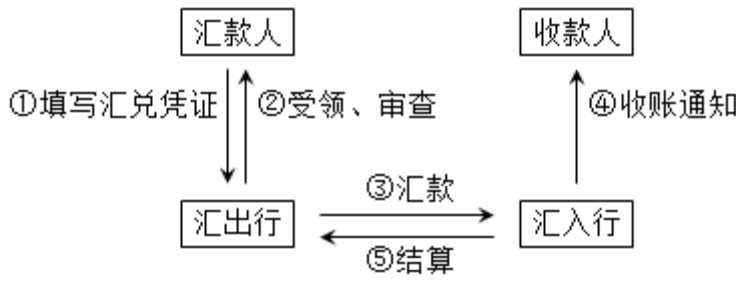 汇款人
收款人
①填写汇兑凭证
②受领、审查
④收账通知
③汇款
汇出行
汇入行
⑤结算